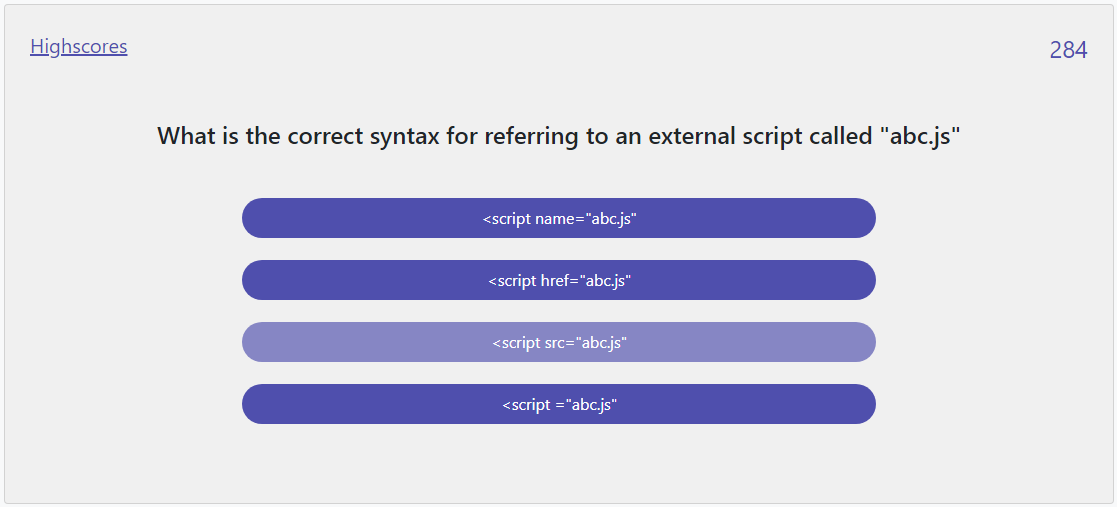 Highscores
284
What is the correct syntax for referring to an external script called "abc.js"
<script name="abc.js"
<script href="abc.js"
<script src="abc.js"
<script ="abc.js"